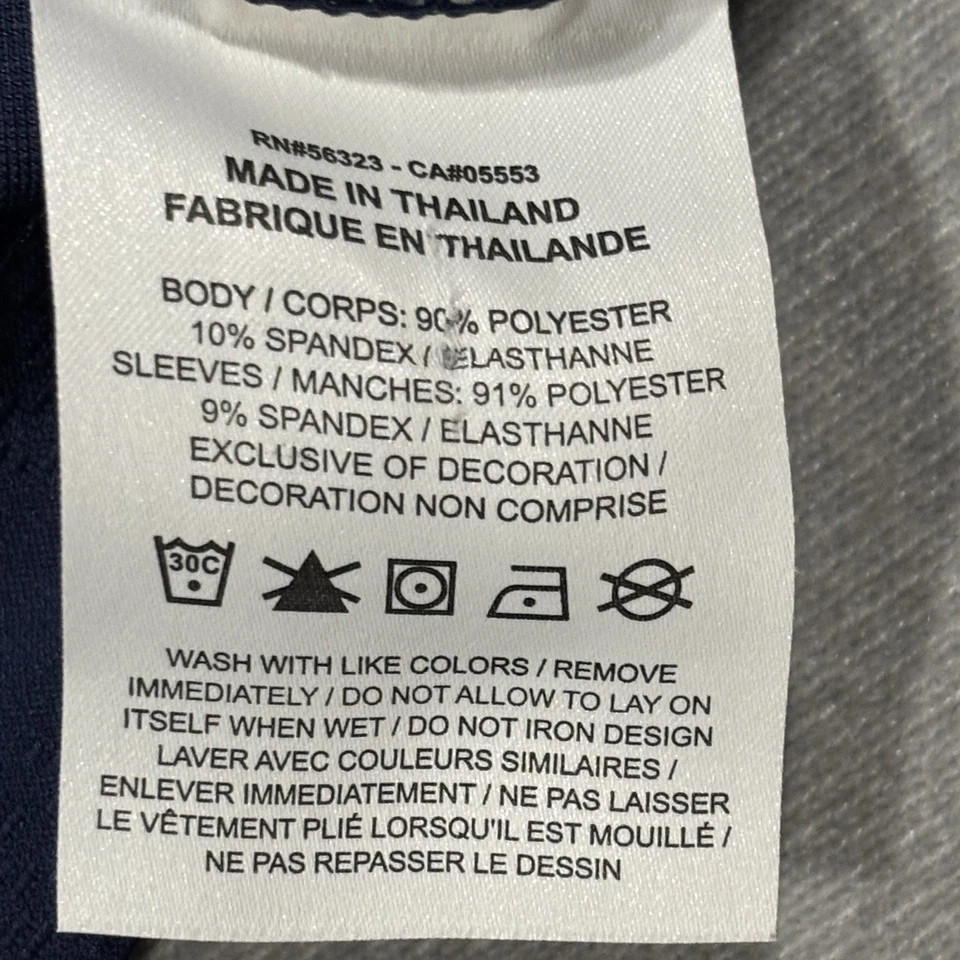 RN#56323 - CA#05553
MADE IN THAILAND
FABRIQUE EN THAILANDE
BODY / CORPS: 90% POLYESTER
10% SPANDEX / ELASTHANNE
SLEEVES / MANCHES: 91% POLYESTER
9% SPANDEX / ELASTHANNE
EXCLUSIVE OF DECORATION /
DECORATION NON COMPRISE
30C
WASH WITH LIKE COLORS / REMOVE
IMMEDIATELY / DO NOT ALLOW TO LAY ON
ITSELF WHEN WET / DO NOT IRON DESIGN
LAVER AVEC COULEURS SIMILAIRES /
ENLEVER IMMEDIATEMENT / NE PAS LAISSER
LE VÊTEMENT PLIÉ LORSQU'IL EST MOUILLÉ /
NE PAS REPASSER LE DESSIN